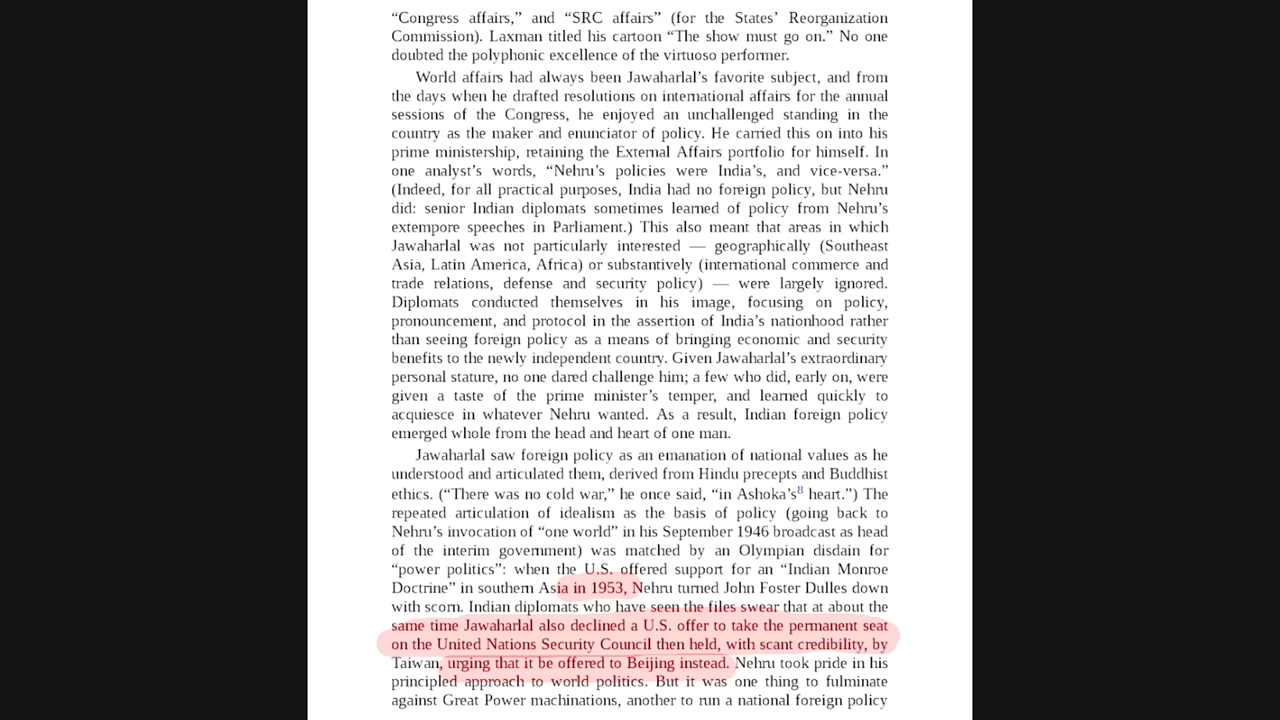 “Congress affairs,” and “SRC affairs” (for the States’ Reorganization
Commission). Laxman titled his cartoon “The show must go on.” No one
doubted the polyphonic excellence of the virtuoso performer.
World affairs had always been Jawaharlal’s favorite subject, and from
the days when he drafted resolutions on international affairs for the annual
sessions of the Congress, he enjoyed an unchallenged standing in the
country as the maker and enunciator of policy. He carried this on into his
prime ministership, retaining the External Affairs portfolio for himself. In
one analyst’s words, “Nehru’s policies were India’s, and vice-versa.”
(Indeed, for all practical purposes, India had no foreign policy, but Nehru
did: senior Indian diplomats sometimes learned of policy from Nehru’s
extempore speeches in Parliament.) This also meant that areas in which
Jawaharlal was not particularly interested — geographically (Southeast
Asia, Latin America, Africa) or substantively (international commerce and
trade relations, defense and security policy) — were largely ignored.
Diplomats conducted themselves in his image, focusing on policy,
pronouncement, and protocol in the assertion of India’s nationhood rather
than seeing foreign policy as a means of bringing economic and security
benefits to the newly independent country. Given Jawaharlal’s extraordinary
personal stature, no one dared challenge him; a few who did, early on, were
given a taste of the prime minister’s temper, and learned quickly to
acquiesce in whatever Nehru wanted. As a result, Indian foreign policy
emerged whole from the head and heart of one man.
Jawaharlal saw foreign policy as an emanation of national values as he
understood and articulated them, derived from Hindu precepts and Buddhist
ethics. (“There was no cold war,” he once said, “in Ashoka’s8 heart.”) The
repeated articulation of idealism as the basis of policy (going back to
Nehru’s invocation of “one world” in his September 1946 broadcast as head
of the interim government) was matched by an Olympian disdain for
“power politics”: when the U.S. offered support for an “Indian Monroe
Doctrine” in southern Asia in 1953, Nehru turned John Foster Dulles down
with scorn. Indian diplomats who have seen the files swear that at about the
same time Jawaharlal also declined a U.S. offer to take the permanent seat
on the United Nations Security Council then held, with scant credibility, by
Taiwan, urging that it be offered to Beijing instead. Nehru took pride in his
principled approach to world politics. But it was one thing to fulminate
against Great Power machinations, another to run a national foreign policy